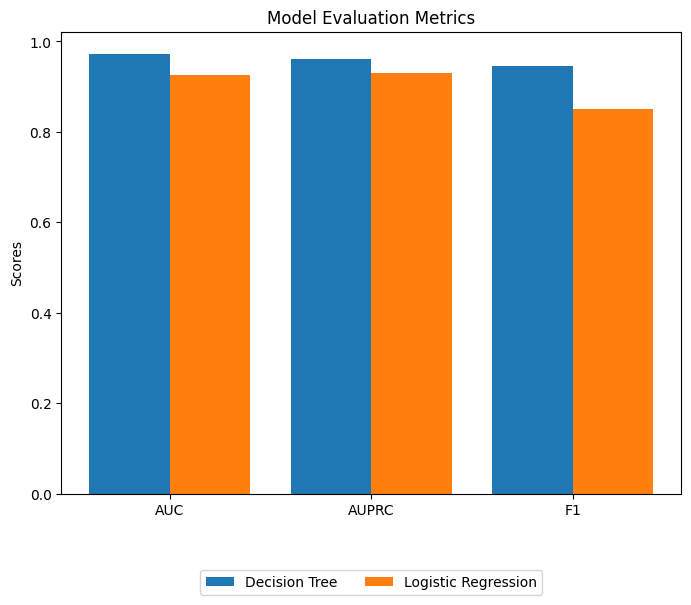 Model Evaluation Metrics
Scores
1.0
0.8
0.6
0.4
0.2
0.0
AUC AUPRC F1
Decision Tree Logistic Regression